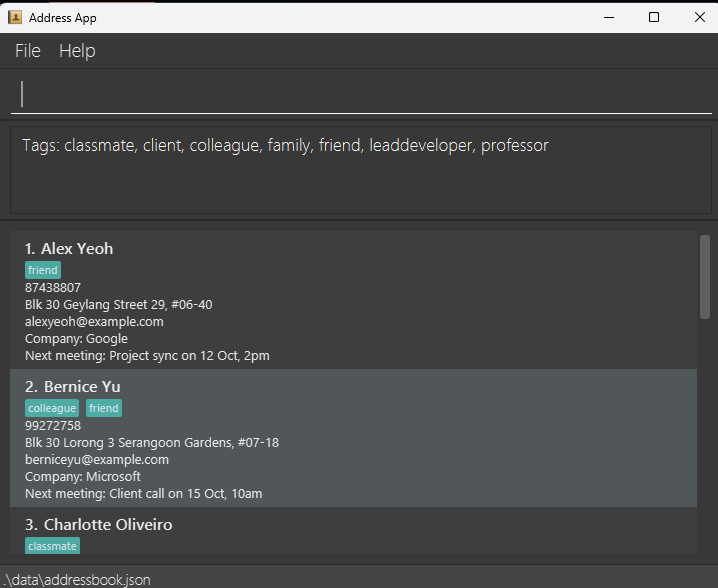 Address App
File Help
Tags: classmate, client, colleague, family, friend, leaddeveloper, professor
1. Alex Yeoh
friend
87438807
Blk 30 Geylang Street 29, #06-40
alexyeoh@example.com
Company: Google
Next meeting: Project sync on 12 Oct, 2pm
2. Bernice Yu
colleague friend
99272758
Blk 30 Lorong 3 Serangoon Gardens, #07-18
berniceyu@example.com
Company: Microsoft
Next meeting: Client call on 15 Oct, 10am
3. Charlotte Oliveiro
classmate
.\data\addressbook.json